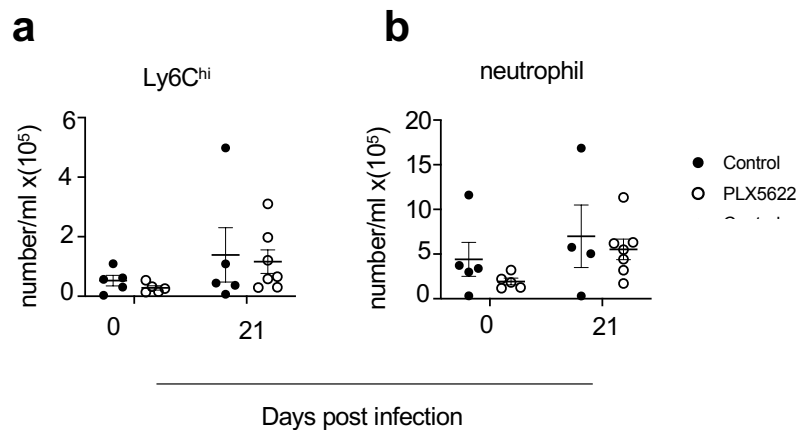 a
Ly6Chi
number/ml x(105)
6
4
2
0
0
21
b
neutrophil
number/ml x(105)
20
15
10
5
0
0
21
Control
PLX5622
Days post infection